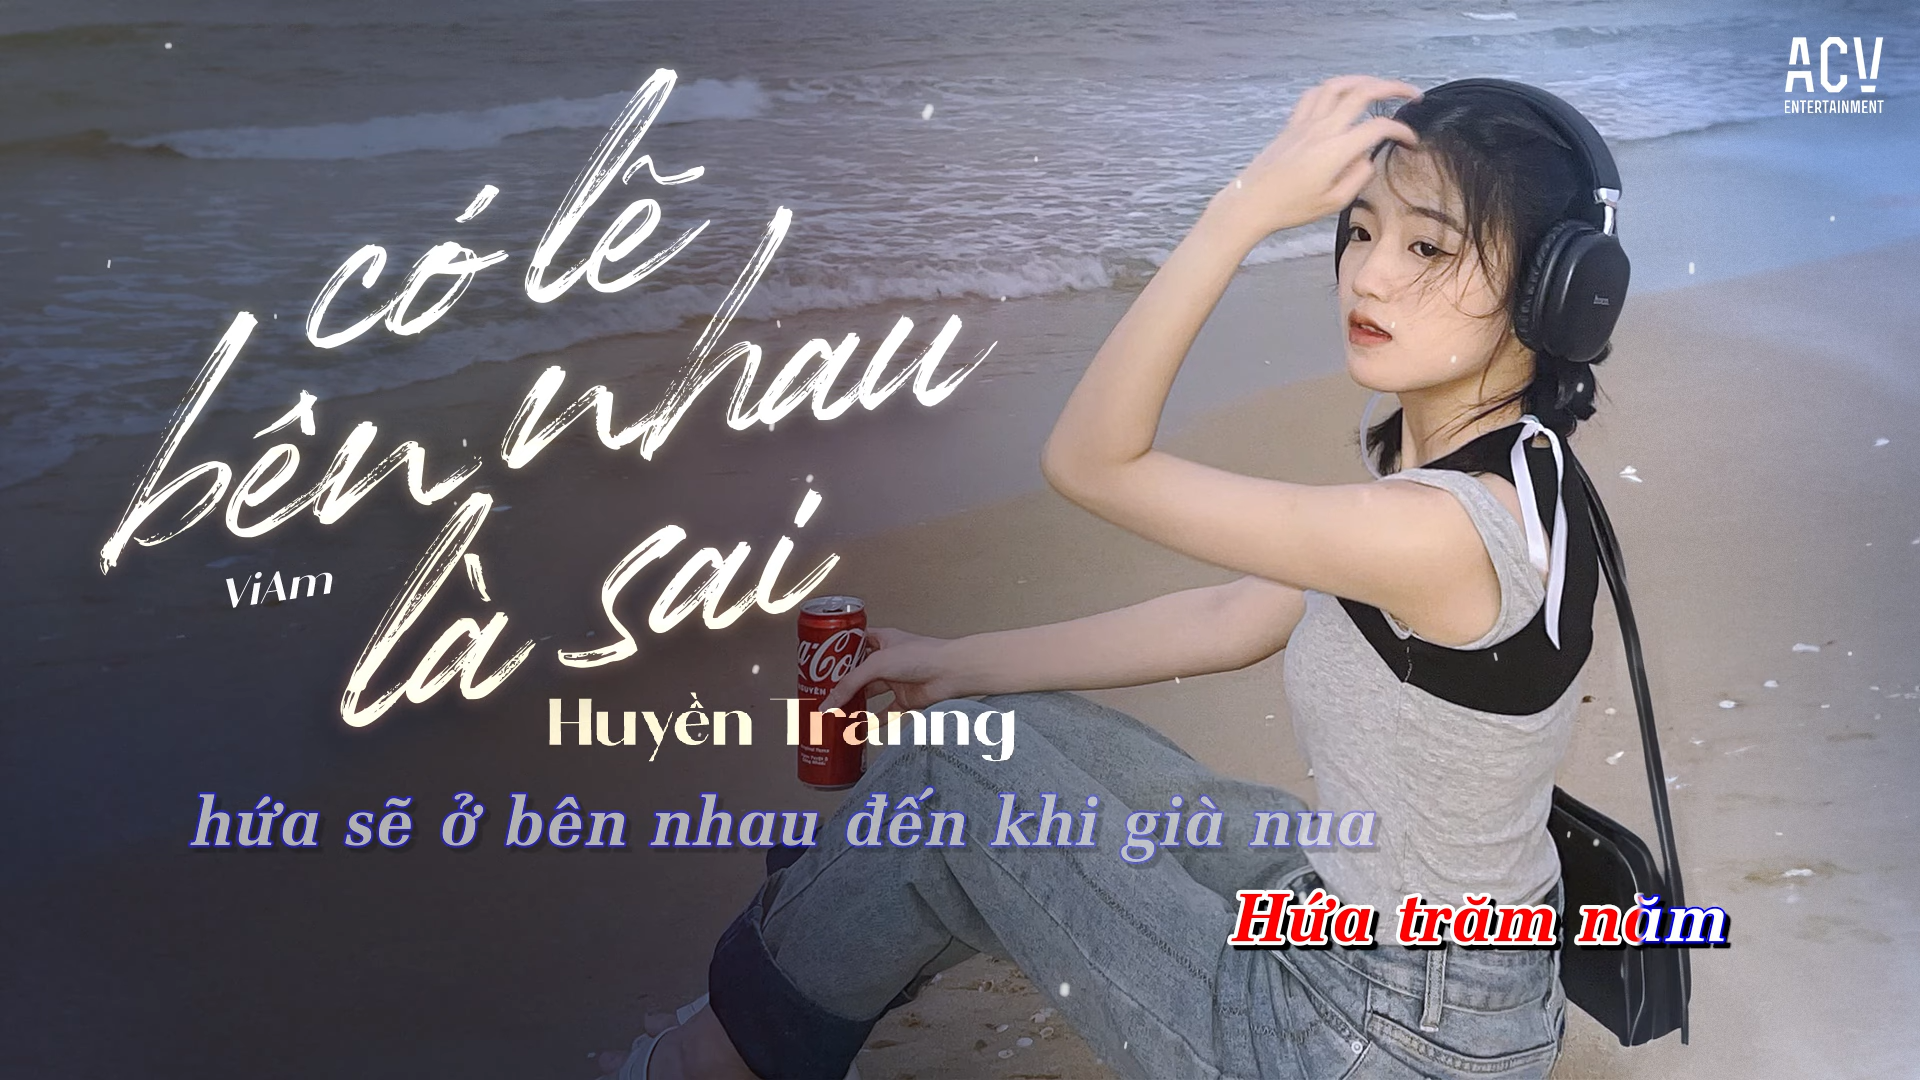 ACV
ENTERTAINMENT
có lẽ
bên nhau
là sai
ViAm
Huyền Tranng
hứa sẽ ở bên nhau đến khi già nua
Hứa trăm năm